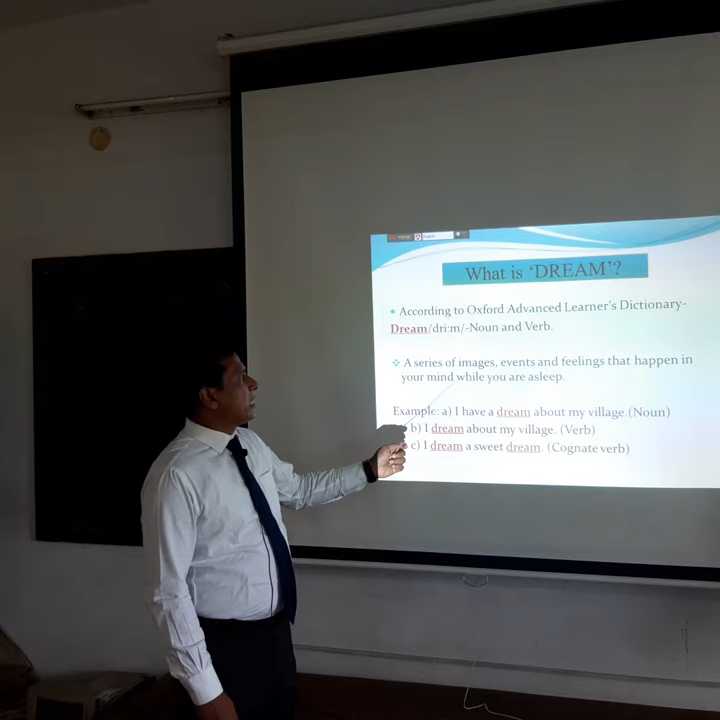 What is ‘DREAM’?
According to Oxford Advanced Learner's Dictionary-
Dream/dri:m/-Noun and Verb.
A series of images, events and feelings that happen in
your mind while you are asleep.
Example: a) I have a dream about my village.(Noun)
b) I dream about my village. (Verb)
c) I dream a sweet dream. (Cognate verb)